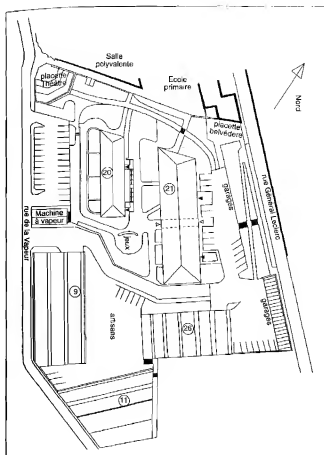 Salle
polyvalente
Ecole
primaire
placette
Théatre
placette
belvédère
Nord
rue Général Leclerc
garages
20
21
rue de la Vapeur
Machine
à vapeur
jeux
garages
9
artisans
26
11